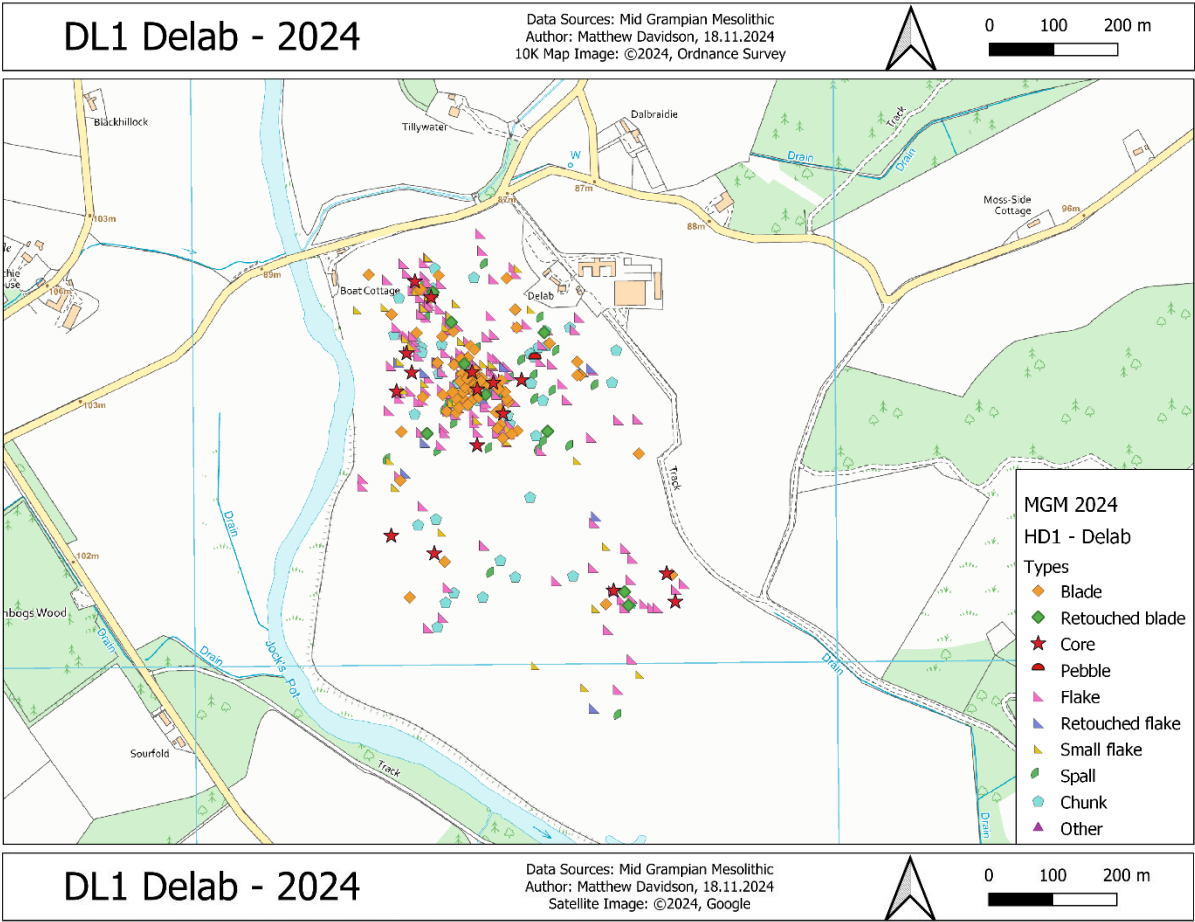 DL1 Delab - 2024
Data Sources: Mid Grampian Mesolithic
Author: Matthew Davidson, 18.11.2024
10K Map Image: ©2024, Ordnance Survey
0 100 200 m
Blackhillock
Tillywater
Dalbraidie
Track
Drain
Drain
W
87m
87m
103m
88m
Moss-Side
Cottage
96m
89m
106m
Boat Cottage
Delab
103m
Track
Drain
102m
nbogs Wood
Drain
Drain
Jock's Pot
Drain
Sourfold
Track
Drain
MGM 2024
HD1 - Delab
Types
Blade
Retouched blade
Core
Pebble
Flake
Retouched flake
Small flake
Spall
Chunk
Other
DL1 Delab - 2024
Data Sources: Mid Grampian Mesolithic
Author: Matthew Davidson, 18.11.2024
Satellite Image: ©2024, Google
0 100 200 m